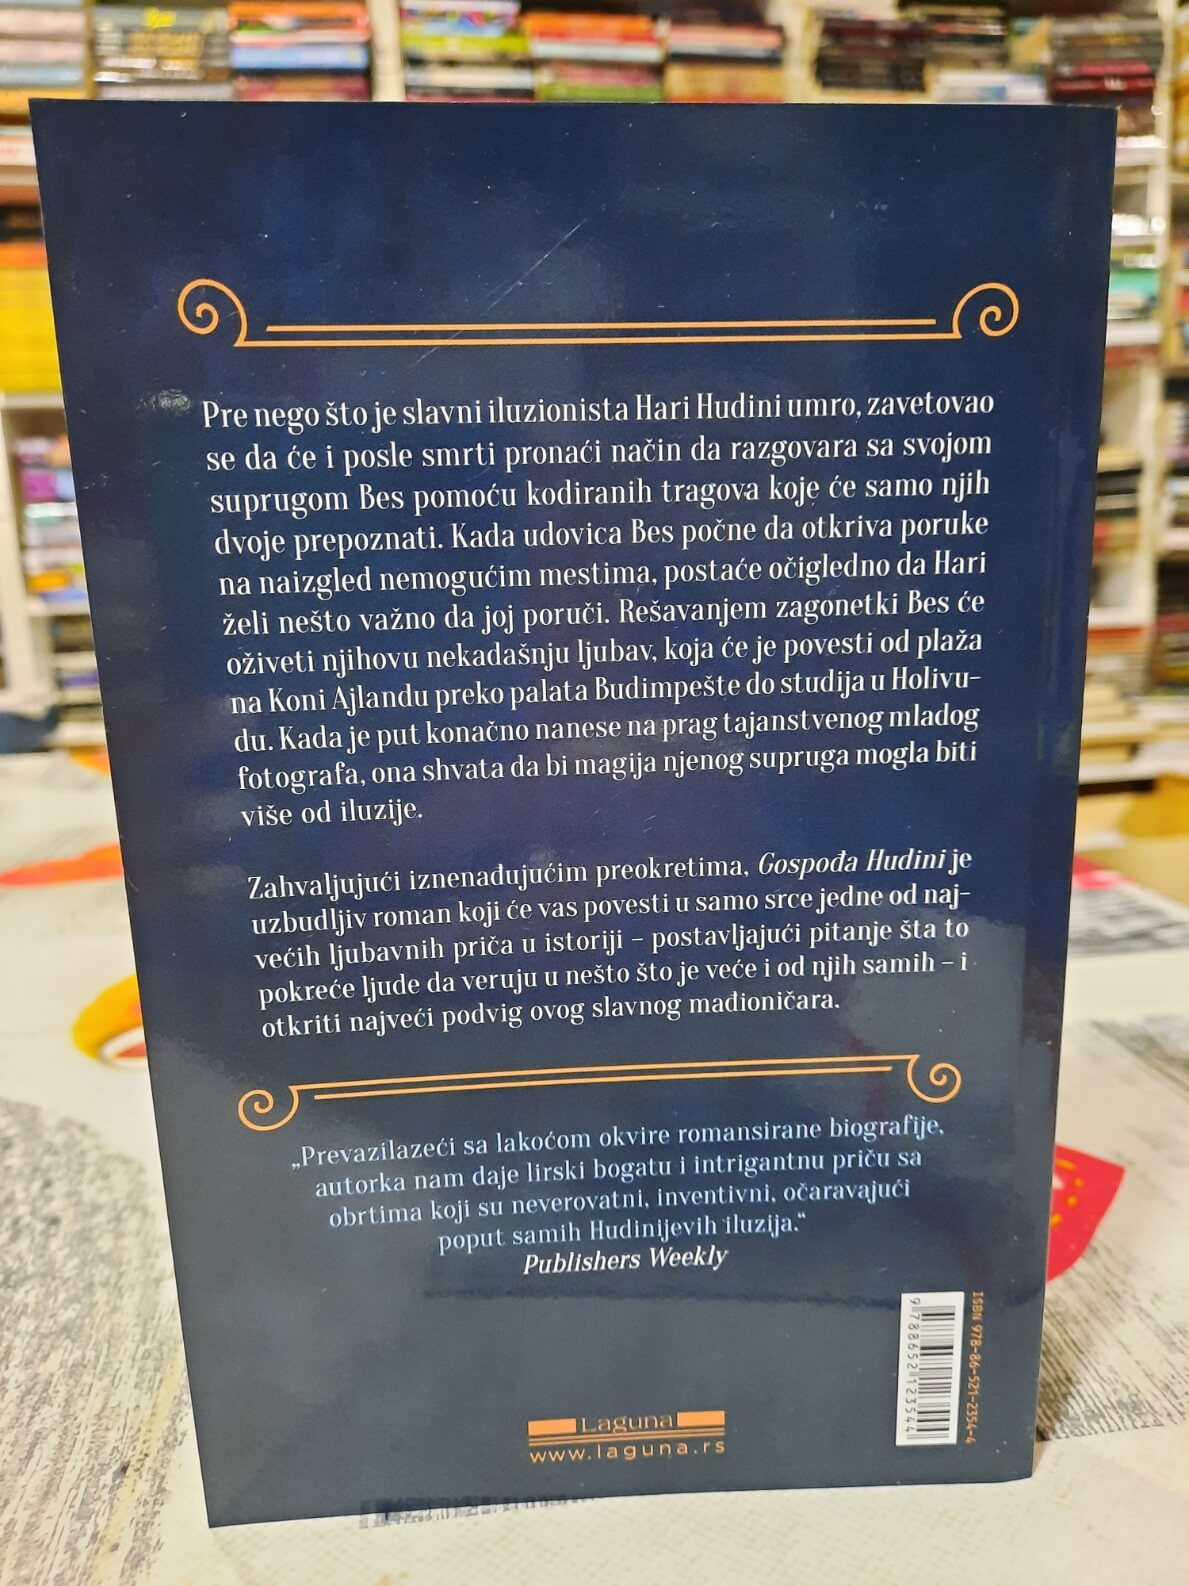 Pre nego što je slavni iluzionista Hari Hudini umro, zavetovao
se da će i posle smrti pronaći način da razgovara sa svojom
suprugom Bes pomoću kodiranih tragova koje će samo njih
dvoje prepoznati. Kada udovica Bes počne da otkriva poruke
na naizgled nemogućim mestima, postaće očigledno da Hari
želi nešto važno da joj poruči. Rešavanjem zagonetki Bes će
oživeti njihovu nekadašnju ljubav, koja će je povesti od plaža
na Koni Ajlandu preko palata Budimpešte do studija u Holivu-
du. Kada je put konačno nanese na prag tajanstvenog mladog
fotografa, ona shvata da bi magija njenog supruga mogla biti
više od iluzije.
Zahvaljujući iznenađujućim preokretima, Gospođa Hudini je
uzbudljiv roman koji će vas povesti u samo srce jedne od naj-
većih ljubavnih priča u istoriji – postavljajući pitanje šta to
pokreće ljude da veruju u nešto što je veće i od njih samih – i
otkriti najveći podvig ovog slavnog mađioničara.
„Prevazilazeći sa lakoćom okvire romansirane biografije,
autorka nam daje lirski bogatu i intrigantnu priču sa
obrtima koji su neverovatni, inventivni, očaravajući
poput samih Hudinijevih iluzija.“
Publishers Weekly
ISBN 978-86-521-2354-4
9 788652 123544
Laguna
www.laguna.rs